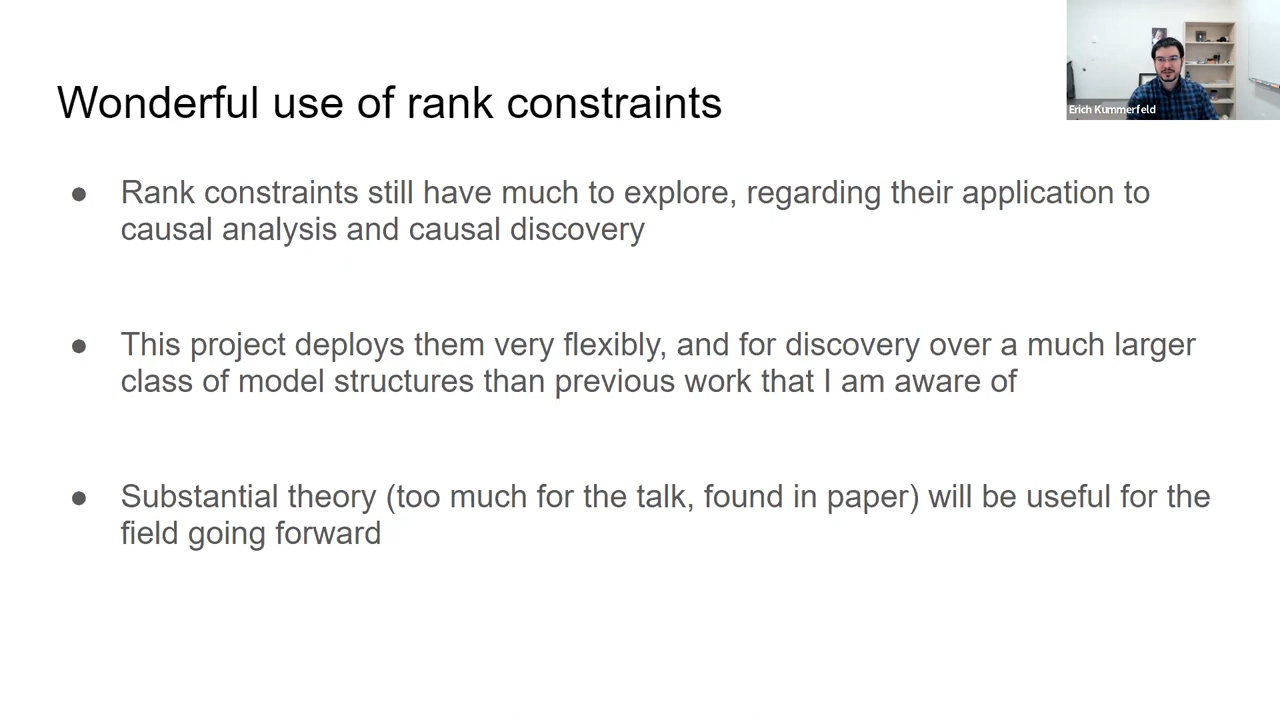 Wonderful use of rank constraints
Erich Kummerfeld
● Rank constraints still have much to explore, regarding their application to
causal analysis and causal discovery
● This project deploys them very flexibly, and for discovery over a much larger
class of model structures than previous work that I am aware of
● Substantial theory (too much for the talk, found in paper) will be useful for the
field going forward